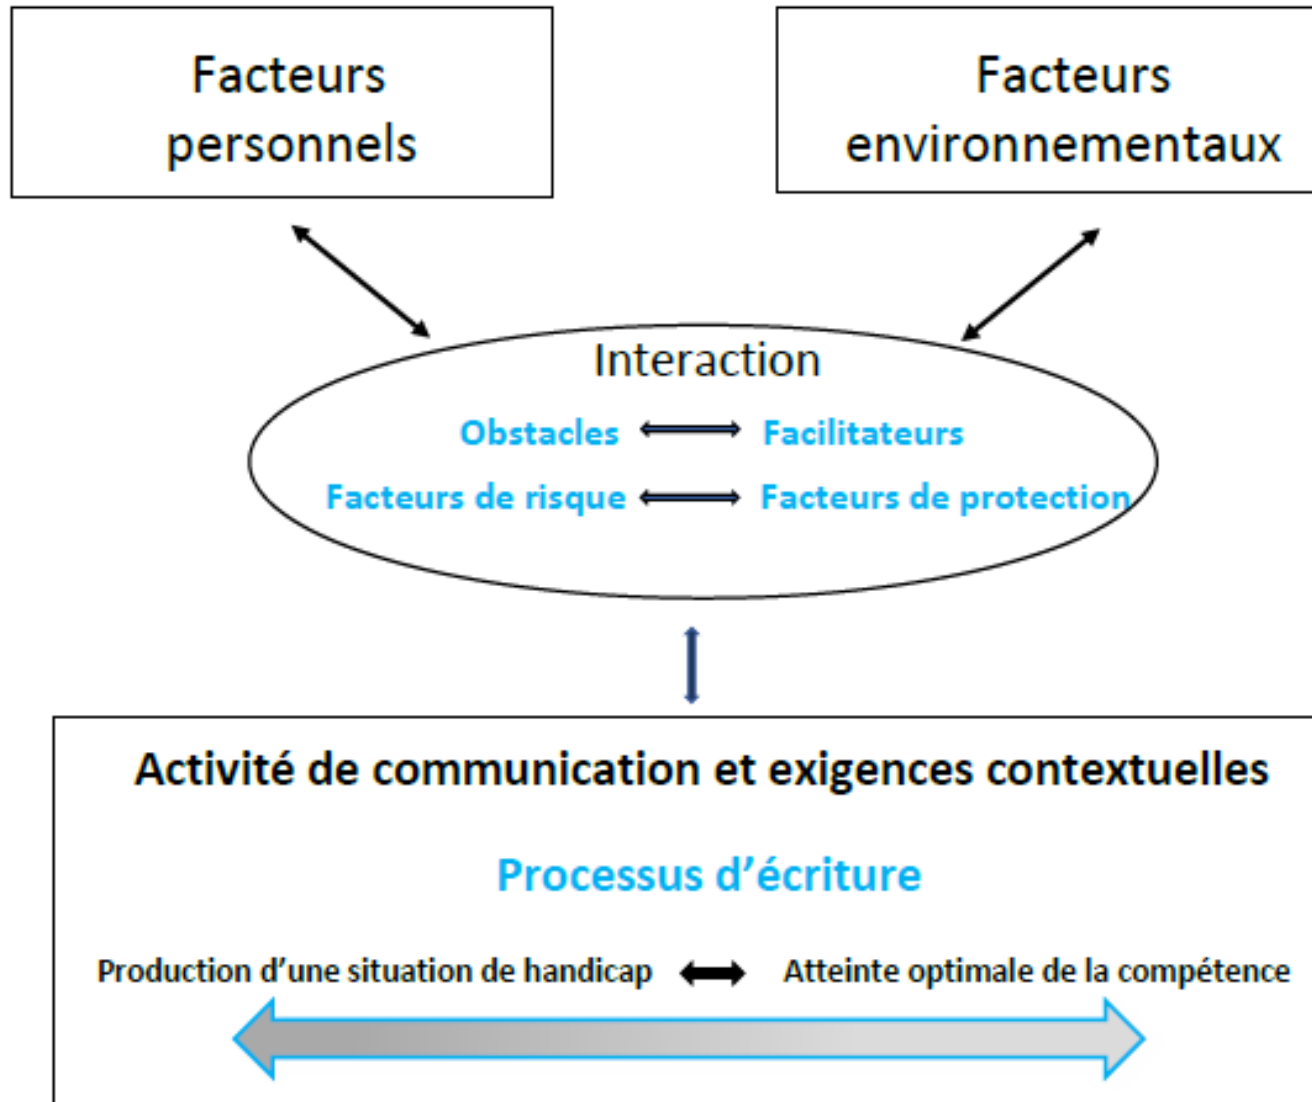 Facteurs
personnels
Facteurs
environnementaux
Interaction
Obstacles Facilitateurs
Facteurs de risque Facteurs de protection
Activité de communication et exigences contextuelles
Processus d’écriture
Production d’une situation de handicap Atteinte optimale de la compétence